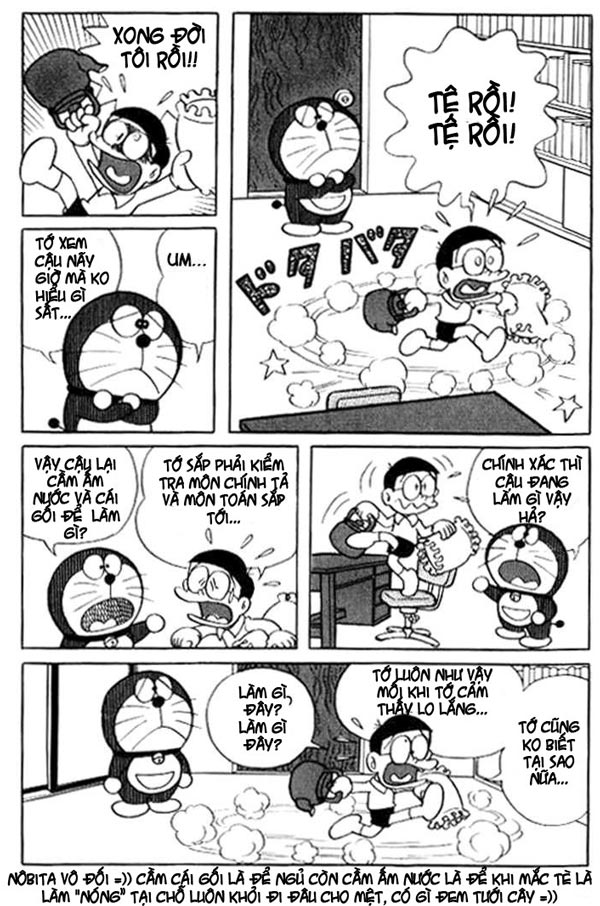 TỆ RỒI!
TỆ RỒI!
ドタバタ
XONG ĐỜI
TÔI RỒI!!
UM...
TỚ XEM
CẬU NÃY
GIỜ MÀ KO
HIỂU GÌ
SẤT...
CHÍNH XÁC THÌ
CẬU ĐANG
LÀM GÌ VẬY
HẢ?
TỚ SẮP PHẢI KIỂM
TRA MÔN CHÍNH TẢ
VÀ MÔN TOÁN SẮP
TỚI...
VẬY CẬU LẠI
CẦM ẤM
NƯỚC VÀ CÁI
GỐI ĐỂ LÀM
GÌ?
TỚ CŨNG
KO BIẾT
TẠI SAO
NỮA...
TỚ LUÔN NHƯ VẬY
MỖI KHI TỚ CẢM
THẤY LO LẮNG...
LÀM GÌ,
ĐÂY?
LÀM GÌ
ĐÂY?
NÔBITA VÔ ĐỐI =)) CẦM CÁI GỐI LÀ ĐỂ NGỦ CÒN CẦM ẤM NƯỚC LÀ ĐỂ KHI MẮC TÈ LÀ
LÀM "NÓNG" TẠI CHỖ LUÔN KHỎI ĐI ĐÂU CHO MỆT, CÓ GÌ ĐEM TƯỚI CÂY =))